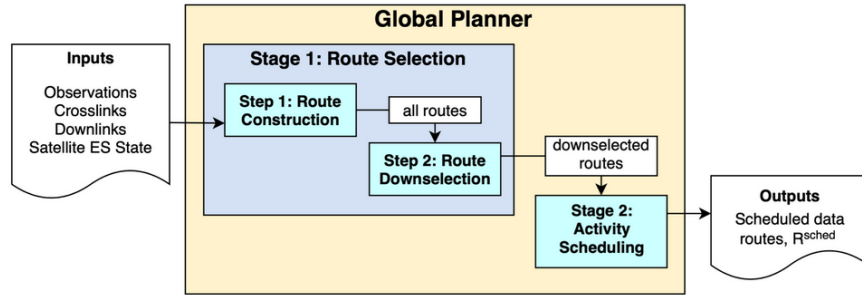 Global Planner
Inputs
Observations
Crosslinks
Downlinks
Satellite ES State
Stage 1: Route Selection
Step 1: Route
Construction
all routes
Step 2: Route
Downselection
downselected
routes
Stage 2:
Activity
Scheduling
Outputs
Scheduled data
routes, R^sched